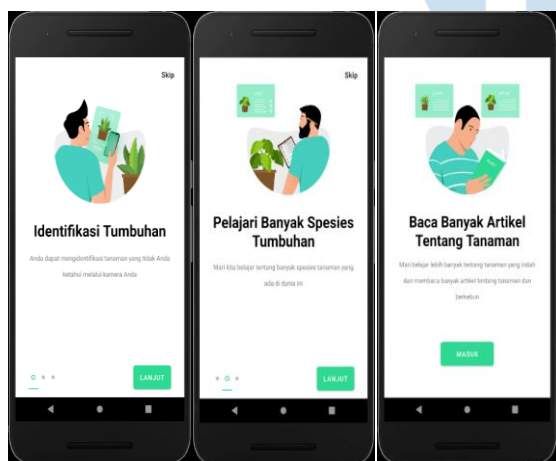 Skip
Identifikasi Tumbuhan
Anda dapat mengidentifikasi tanaman yang tidak Anda
ketahui melalui kamera Anda
LANJUT
Skip
Pelajari Banyak Spesies
Tumbuhan
Mari kita belajar tentang banyak spesies tanaman yang
ada di dunia ini
LANJUT
Baca Banyak Artikel
Tentang Tanaman
Mari belajar lebih banyak tentang tanaman yang indah
dan membaca banyak artikel tentang tanaman dan
berkebun
MASUK